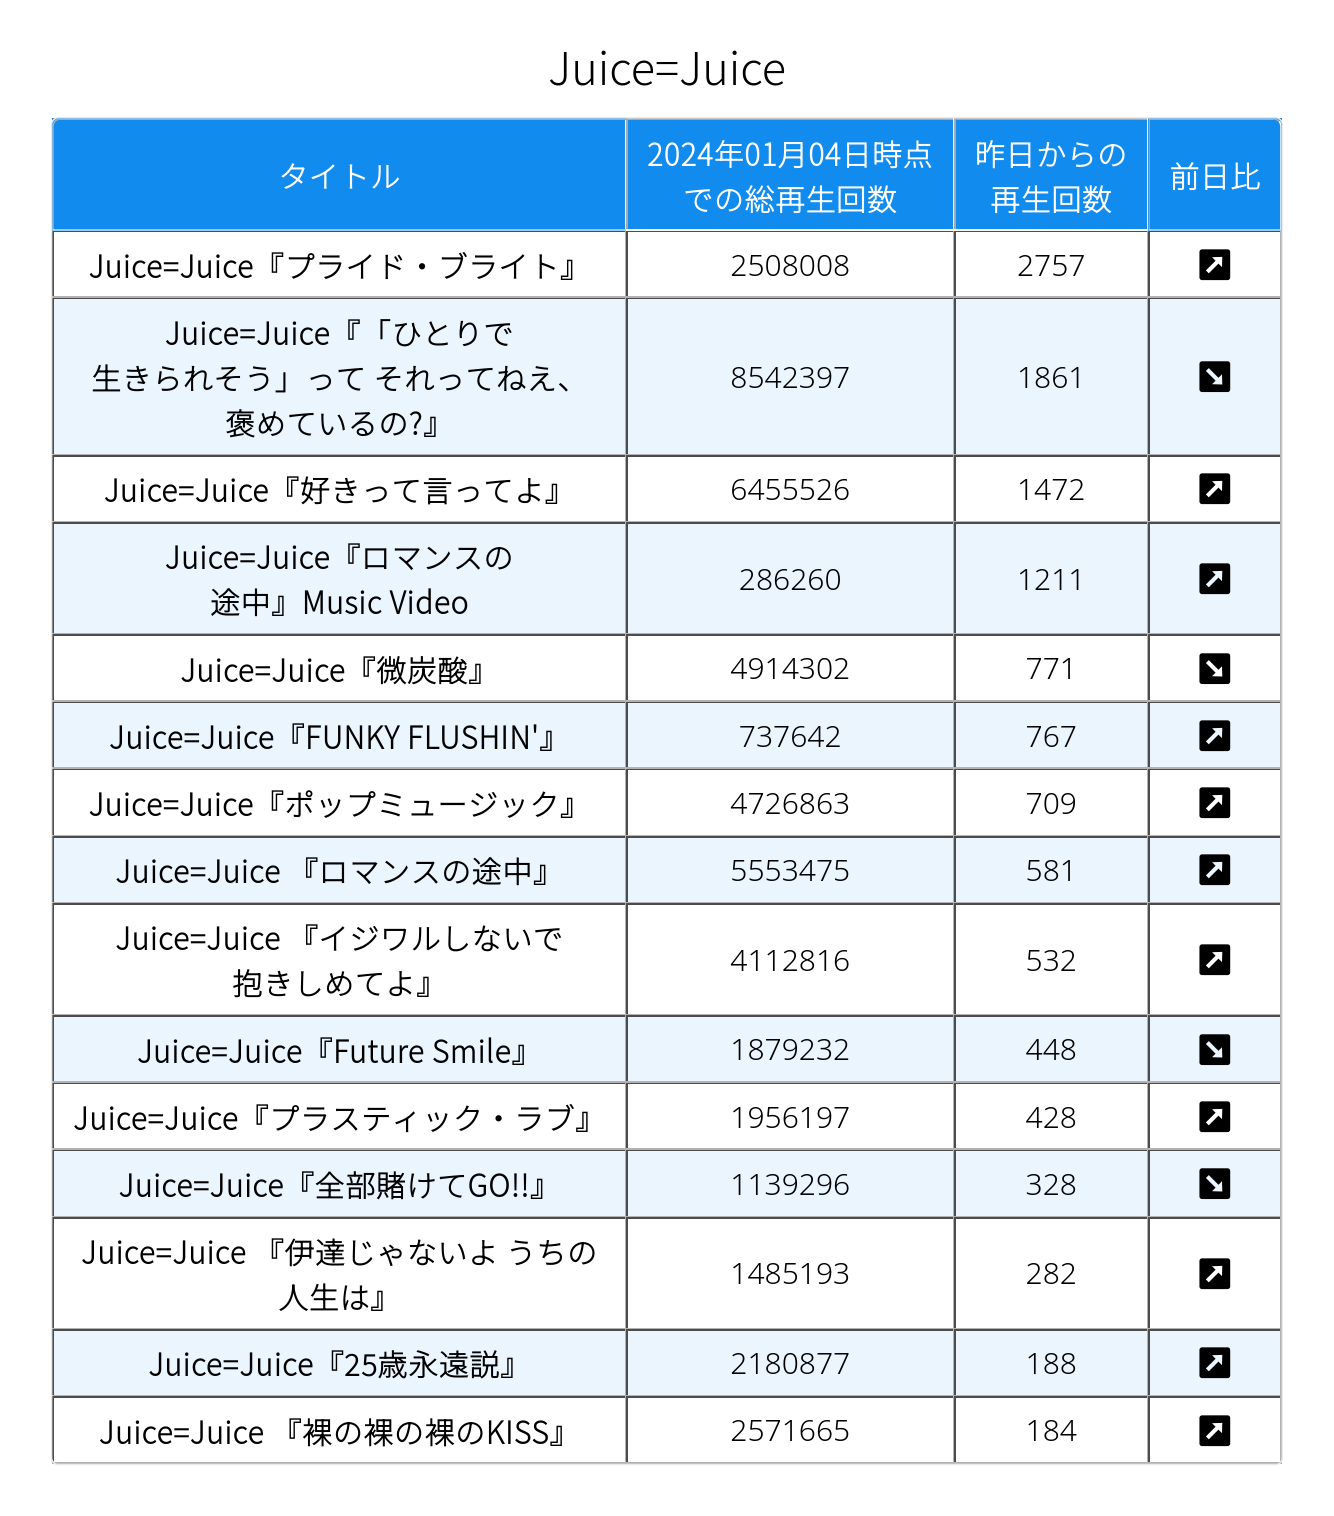 Juice=Juice
タイトル
2024年01月04日時点
での総再生回数
昨日からの
再生回数
前日比
Juice=Juice『プライド・ブライト』
2508008
2757
Juice=Juice『「ひとりで
生きられそう」って それってねえ、
褒めているの?』
8542397
1861
Juice=Juice『好きって言ってよ』
6455526
1472
Juice=Juice『ロマンスの
途中』Music Video
286260
1211
Juice=Juice『微炭酸』
4914302
771
Juice=Juice『FUNKY FLUSHIN'』
737642
767
Juice=Juice『ポップミュージック』
4726863
709
Juice=Juice 『ロマンスの途中』
5553475
581
Juice=Juice 『イジワルしないで
抱きしめてよ』
4112816
532
Juice=Juice『Future Smile』
1879232
448
Juice=Juice『プラスティック・ラブ』
1956197
428
Juice=Juice『全部賭けてGO!!』
1139296
328
Juice=Juice 『伊達じゃないよ うちの
人生は』
1485193
282
Juice=Juice『25歳永遠説』
2180877
188
Juice=Juice 『裸の裸の裸のKISS』
2571665
184